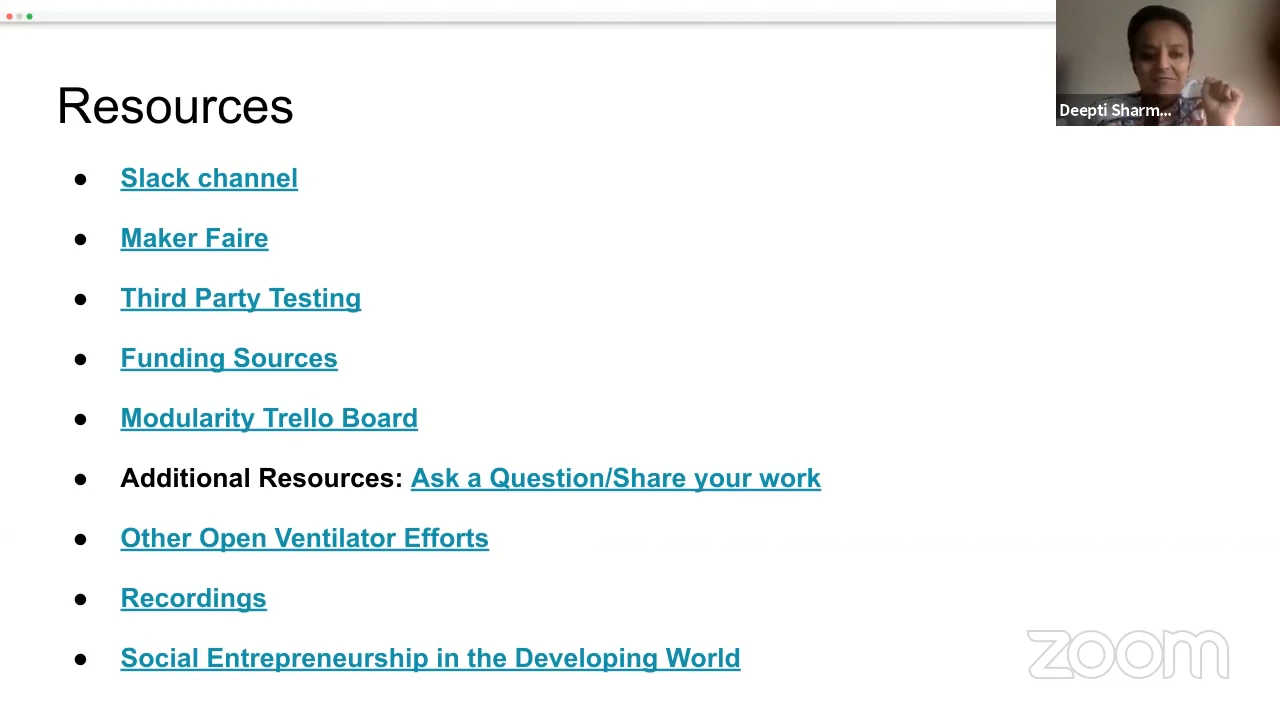 Resources
Deepti Sharm...
● Slack channel
● Maker Faire
● Third Party Testing
● Funding Sources
● Modularity Trello Board
● Additional Resources: Ask a Question/Share your work
● Other Open Ventilator Efforts
● Recordings
● Social Entrepreneurship in the Developing World
zoom